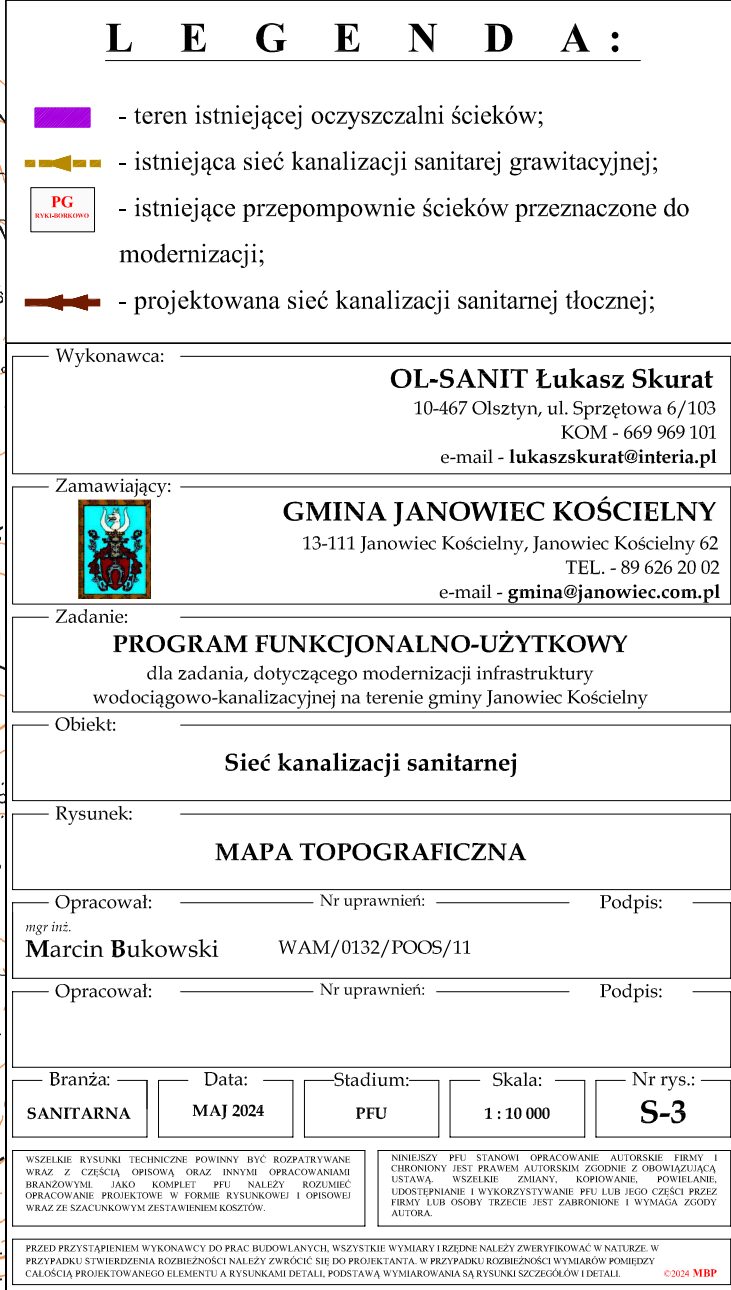 L E G E N D A :
- teren istniejącej oczyszczalni ścieków;
- istniejąca sieć kanalizacji sanitarej grawitacyjnej;
PG
RYKI-BORKOWO
- istniejące przepompownie ścieków przeznaczone do
modernizacji;
- projektowana sieć kanalizacji sanitarnej tłocznej;
Wykonawca:
OL-SANIT Łukasz Skurat
10-467 Olsztyn, ul. Sprzętowa 6/103
KOM - 669 969 101
e-mail - lukaszskurat@interia.pl
Zamawiający:
GMINA JANOWIEC KOŚCIELNY
13-111 Janowiec Kościelny, Janowiec Kościelny 62
TEL. - 89 626 20 02
e-mail - gmina@janowiec.com.pl
Zadanie:
PROGRAM FUNKCJONALNO-UŻYTKOWY
dla zadania, dotyczącego modernizacji infrastruktury
wodociągowo-kanalizacyjnej na terenie gminy Janowiec Kościelny
Obiekt:
Sieć kanalizacji sanitarnej
Rysunek:
MAPA TOPOGRAFICZNA
Opracował: Nr uprawnień: Podpis:
mgr inż.
Marcin Bukowski WAM/0132/POOS/11
Opracował: Nr uprawnień: Podpis:
Branża: Data: Stadium: Skala: Nr rys.:
SANITARNA MAJ 2024 PFU 1 : 10 000 S-3
WSZELKIE RYSUNKI TECHNICZNE POWINNY BYĆ ROZPATRYWANE
WRAZ Z CZĘŚCIĄ OPISOWĄ ORAZ INNYMI OPRACOWANIAMI
BRANŻOWYMI. JAKO KOMPLET PFU NALEŻY ROZUMIEĆ
OPRACOWANIE PROJEKTOWE W FORMIE RYSUNKOWEJ I OPISOWEJ
WRAZ ZE SZACUNKOWYM ZESTAWIENIEM KOSZTÓW.
NINIEJSZY PFU STANOWI OPRACOWANIE AUTORSKIE FIRMY I
CHRONIONY JEST PRAWEM AUTORSKIM ZGODNIE Z OBOWIĄZUJĄCĄ
USTAWĄ. WSZELKIE ZMIANY, KOPIOWANIE, POWIELANIE,
UDOSTĘPNIANIE I WYKORZYSTYWANIE PFU LUB JEGO CZĘŚCI PRZEZ
FIRMY LUB OSOBY TRZECIE JEST ZABRONIONE I WYMAGA ZGODY
AUTORA.
PRZED PRZYSTĄPIENIEM WYKONAWCY DO PRAC BUDOWLANYCH, WSZYSTKIE WYMIARY I RZĘDNE NALEŻY ZWERYFIKOWAĆ W NATURZE. W
PRZYPADKU STWIERDZENIA ROZBIEŻNOŚCI NALEŻY ZWRÓCIĆ SIĘ DO PROJEKTANTA. W PRZYPADKU ROZBIEŻNOŚCI WYMIARÓW POMIĘDZY
CAŁOŚCIĄ PROJEKTOWANEGO ELEMENTU A RYSUNKAMI DETALI, PODSTAWĄ WYMIAROWANIA SĄ RYSUNKI SZCZEGÓŁÓW I DETALI. ©2024 MBP